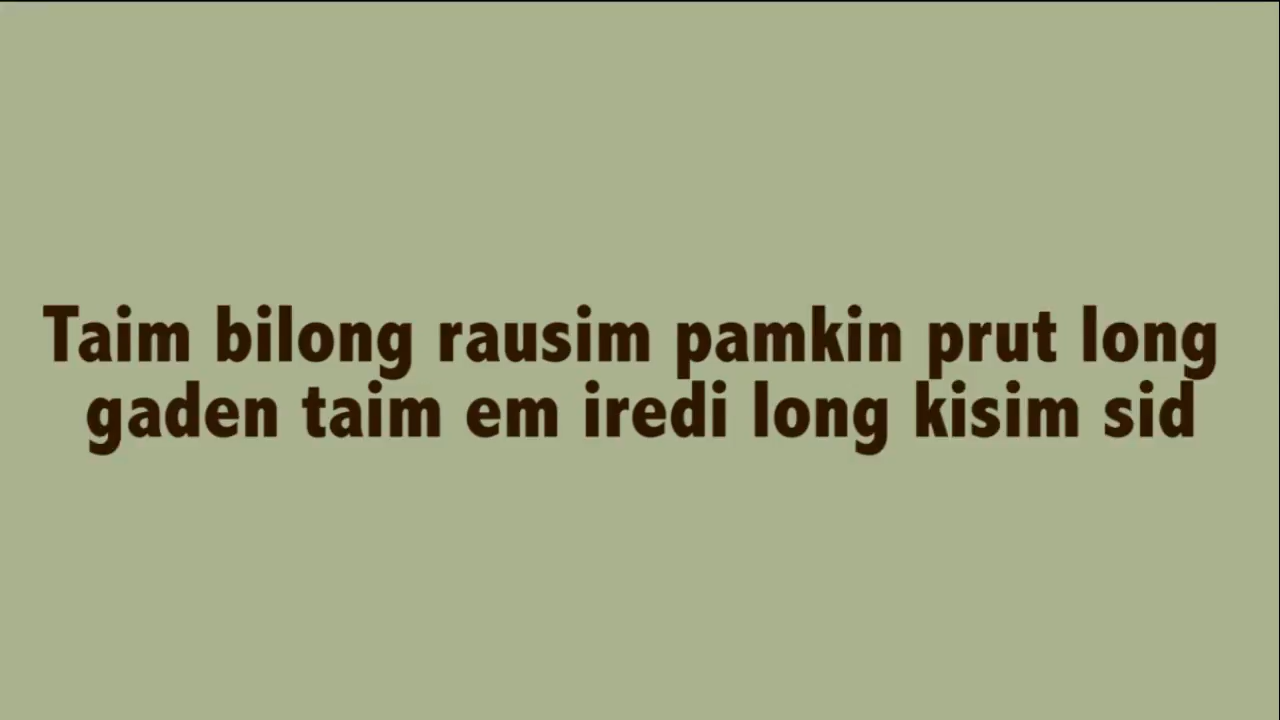 Taim bilong rausim pamkin prut long
gaden taim em iredi long kisim sid